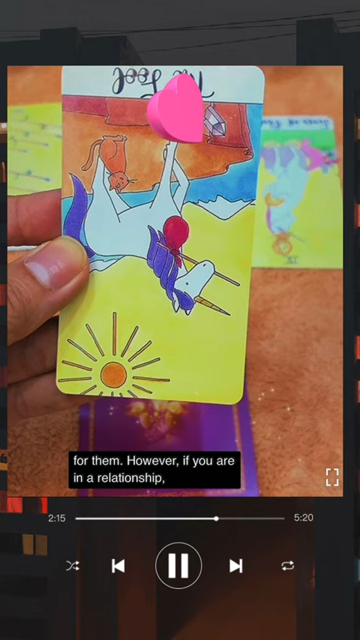 The Fool
for them. However, if you are
in a relationship,
2:15
5:20